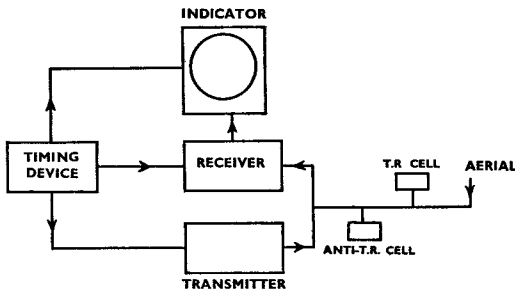 INDICATOR
TIMING
DEVICE
RECEIVER
T.R. CELL
AERIAL
ANTI-T.R. CELL
TRANSMITTER